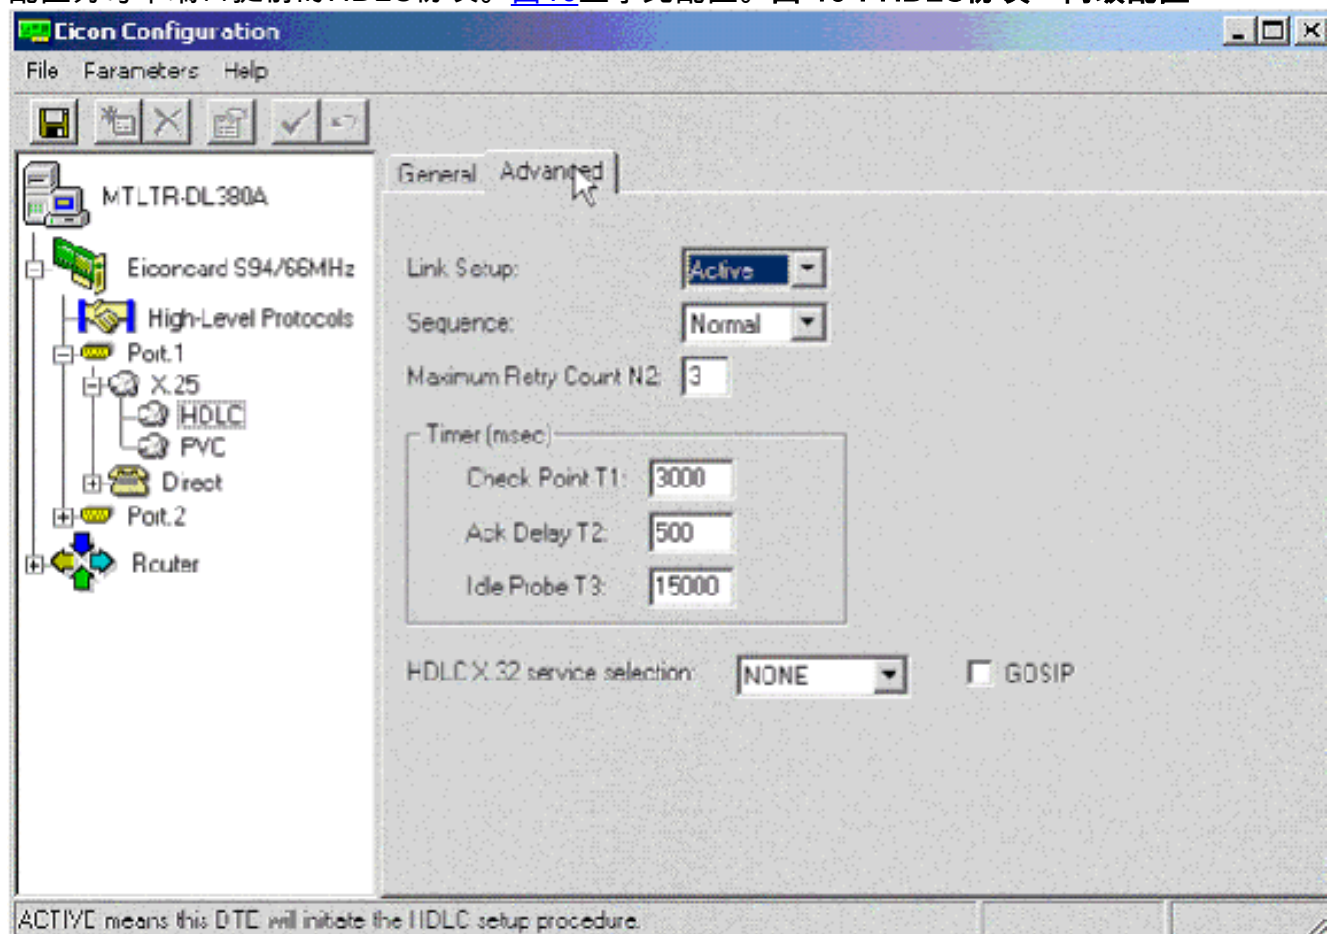 Eicon Configuration
File Parameters Help
MTLTR-DL380A
Eiconcard S94/66MHz
High-Level Protocols
Port.1
X.25
HDLC
PVC
Direct
Port.2
Router
General Advanced
Link Setup: Active
Sequence: Normal
Maximum Retry Count N2: 3
Timer (msec)
Check Point T1: 3000
Ack Delay T2: 500
Idle Probe T3: 15000
HDLC X.32 service selection: NONE GOSIP
ACTIVE means this DTE will initiate the HDLC setup procedure.